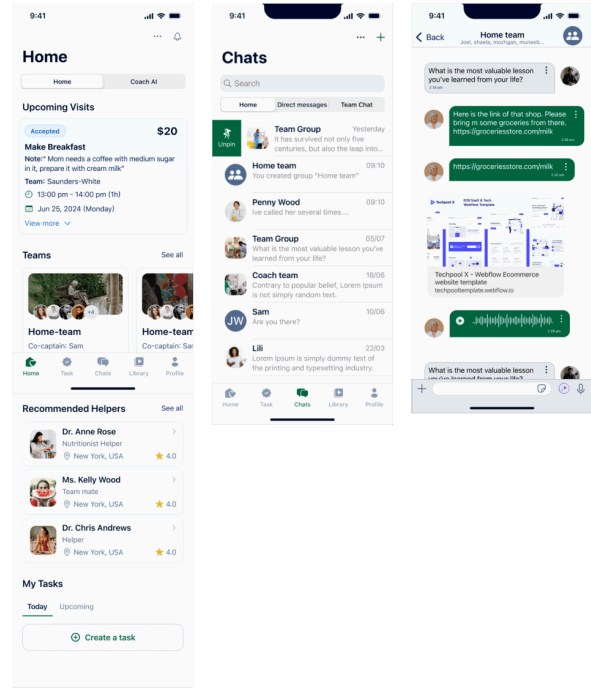 9:41
Home
Home
Coach AI
Upcoming Visits
Accepted
$20
Make Breakfast
Note:" Mom needs a coffee with medium sugar
in it, prepare it with cream milk"
Team: Saunders-White
13:00 pm - 14:00 pm (1h)
Jun 25, 2024 (Monday)
View more
Teams
See all
+4
Home-team
Co-captain: Sam
Home-team
Co-captain: Sam
Home
Task
Chats
Library
Profile
Recommended Helpers
See all
Dr. Anne Rose
Nutritionist Helper
New York, USA
4.0
Ms. Kelly Wood
Team mate
New York, USA
4.0
Dr. Chris Andrews
Helper
New York, USA
4.0
My Tasks
Today
Upcoming
Create a task
9:41
Chats
Search
Home
Direct messages
Team Chat
Unpin
Team Group
Yesterday
It has survived not only five
centuries, but also the leap into...
Home team
09:10
You created group "Home team"
Penny Wood
09:10
Ive called her several times....
Team Group
05/07
What is the most valuable lesson you've
learned from your life?
Coach team
18/06
Contrary to popular belief, Lorem Ipsum
is not simply random text.
JW
Sam
10/06
Are you there?
Lili
22/03
Lorem Ipsum is simply dummy text of
the printing and typesetting industry.
Home
Task
Chats
Library
Profile
9:41
Back
Home team
Joel, shaela, mozhgan, muneeb...
What is the most valuable lesson
you've learned from your life?
Here is the link of that shop. Please
bring m some groceries from there.
https://groceriesstore.com/milk
https://groceriesstore.com/milk
Techpool X
B2B SaaS & Tech
Webflow Template
Techpool X - Webflow Ecommerce
website template
techpooltemplate.webflow.io
What is the most valuable lesson
you've learned from your life?